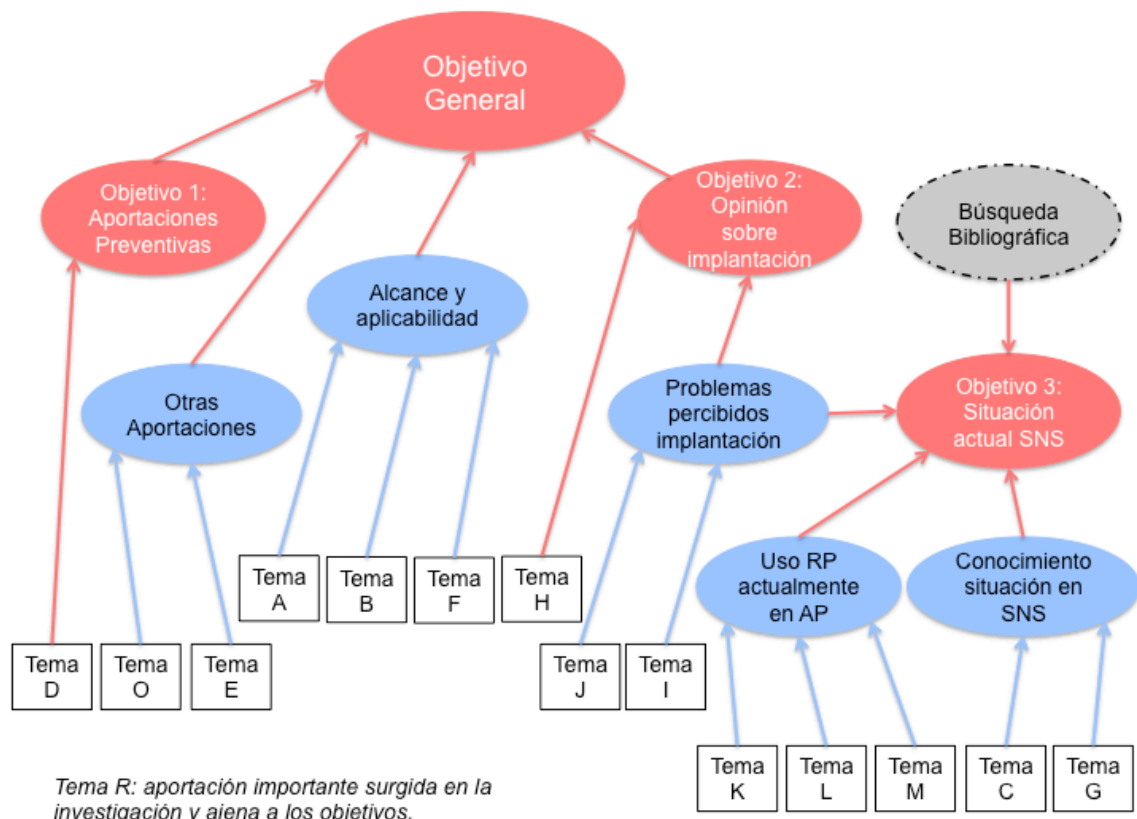 Objetivo
General
Objetivo 1:
Aportaciones
Preventivas
Objetivo 2:
Opinión
sobre
implantación
Búsqueda
Bibliográfica
Alcance y
aplicabilidad
Otras
Aportaciones
Problemas
percibidos
implantación
Objetivo 3:
Situación
actual SNS
Uso RP
actualmente
en AP
Conocimiento
situación en
SNS
Tema
A
Tema
B
Tema
F
Tema
H
Tema
D
Tema
O
Tema
E
Tema
J
Tema
I
Tema
K
Tema
L
Tema
M
Tema
C
Tema
G
Tema R: aportación importante surgida en la
investigación y ajena a los objetivos.